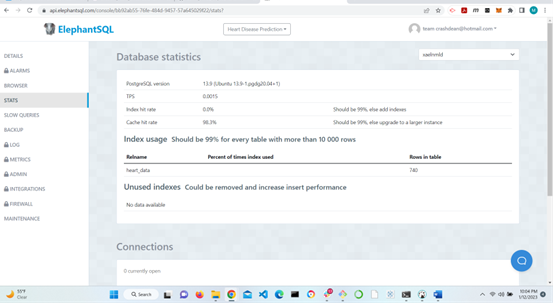 api.elephantsql.com/console/bb92ab55-768e-484d-9857-57a645029f22/stats?
ElephantSQL
Heart Disease Prediction
team crashdean@hotmail.com
DETAILS
ALARMS
BROWSER
STATS
SLOW QUERIES
BACKUP
LOG
METRICS
ADMIN
INTEGRATIONS
FIREWALL
MAINTENANCE
Database statistics
PostgreSQL version 13.9 (Ubuntu 13.9-1.pgdg20.04+1)
TPS 0.0015
Index hit rate 0.0% Should be 99%, else add indexes
Cache hit rate 98.3% Should be 99%, else upgrade to a larger instance
Index usage Should be 99% for every table with more than 10 000 rows
Relname Percent of times index used Rows in table
heart_data 740
Unused indexes Could be removed and increase insert performance
No data available
Connections
0 currently open
55°F
Clear
Search
10:04 PM
1/12/2023